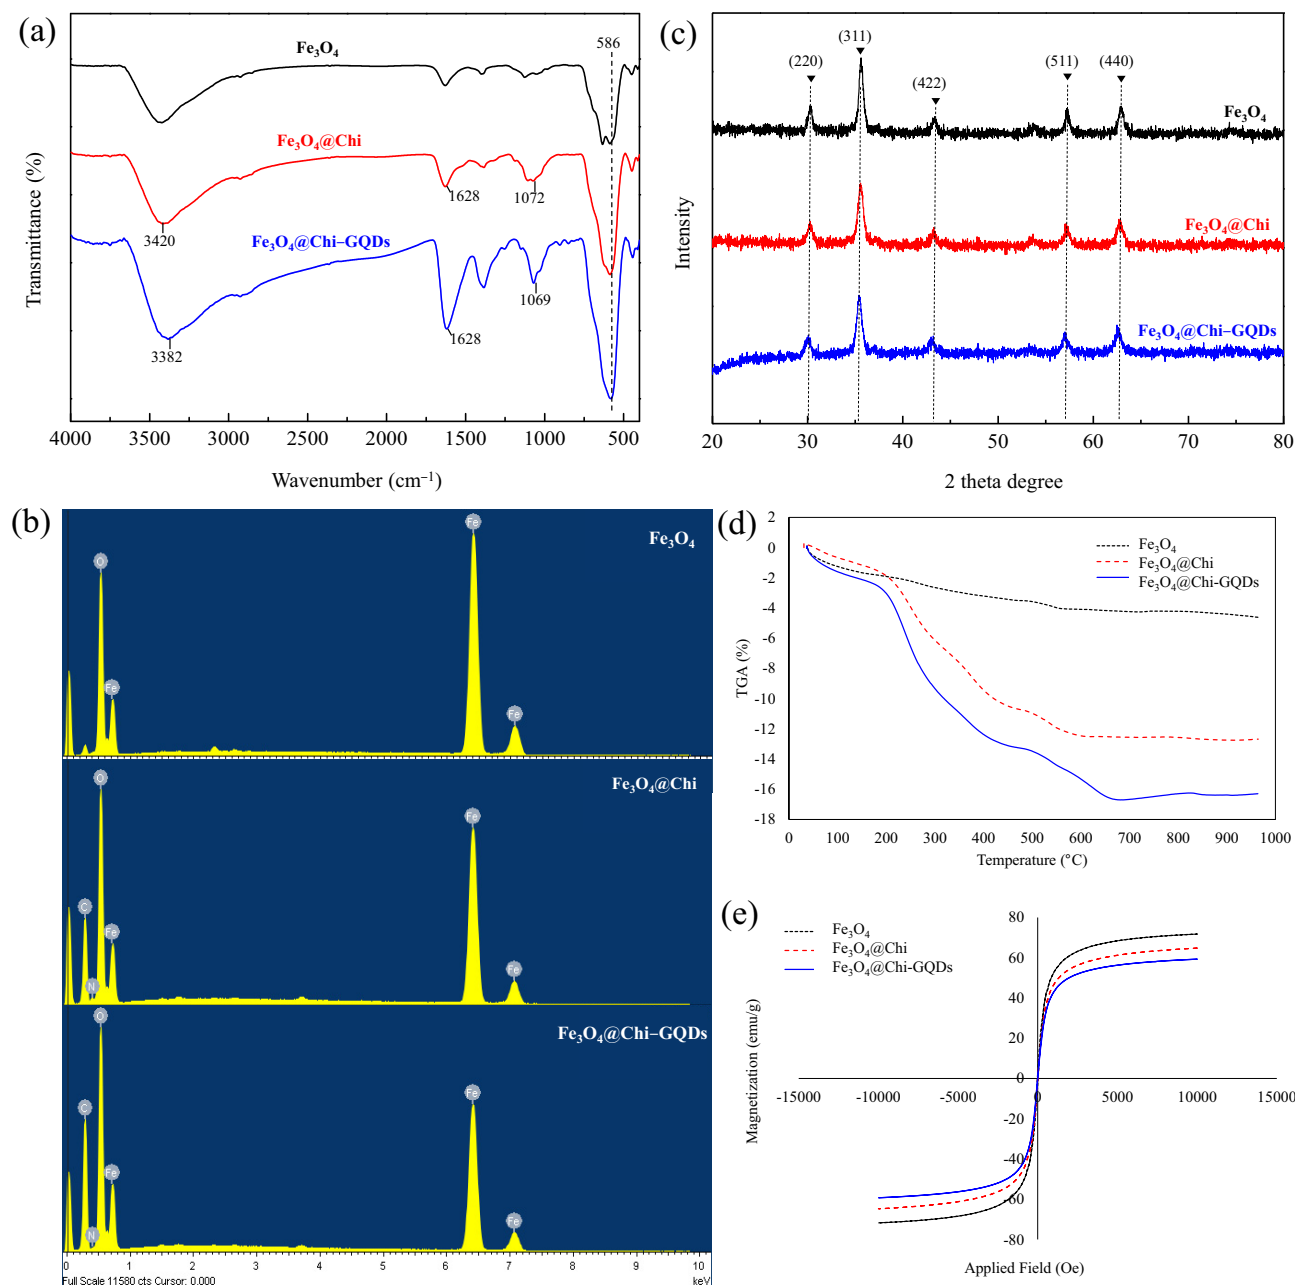 (a)
Fe₃O₄
586
Fe₃O₄@Chi
1628
1072
3420
Fe₃O₄@Chi–GQDs
1069
1628
3382
Transmittance (%)
4000 3500 3000 2500 2000 1500 1000 500
Wavenumber (cm⁻¹)
(c)
(311)
(220)
(422)
(511)
(440)
Fe₃O₄
Fe₃O₄@Chi
Fe₃O₄@Chi–GQDs
Intensity
20 30 40 50 60 70 80
2 theta degree
(b)
Fe
Fe₃O₄
O
Fe
Fe
O
Fe₃O₄@Chi
Fe
C
Fe
N
Fe
O
Fe₃O₄@Chi–GQDs
Fe
C
Fe
N
Fe
0 1 2 3 4 5 6 7 8 9 10
Full Scale 11580 cts Cursor: 0.000
keV
(d)
2
0
-2
-4
-6
-8
-10
-12
-14
-16
-18
TGA (%)
Fe₃O₄
Fe₃O₄@Chi
Fe₃O₄@Chi-GQDs
0 100 200 300 400 500 600 700 800 900 1000
Temperature (°C)
(e)
Fe₃O₄
Fe₃O₄@Chi
Fe₃O₄@Chi-GQDs
80
60
40
20
0
-20
-40
-60
-80
Magnetization (emu/g)
-15000 -10000 -5000 0 5000 10000 15000
Applied Field (Oe)